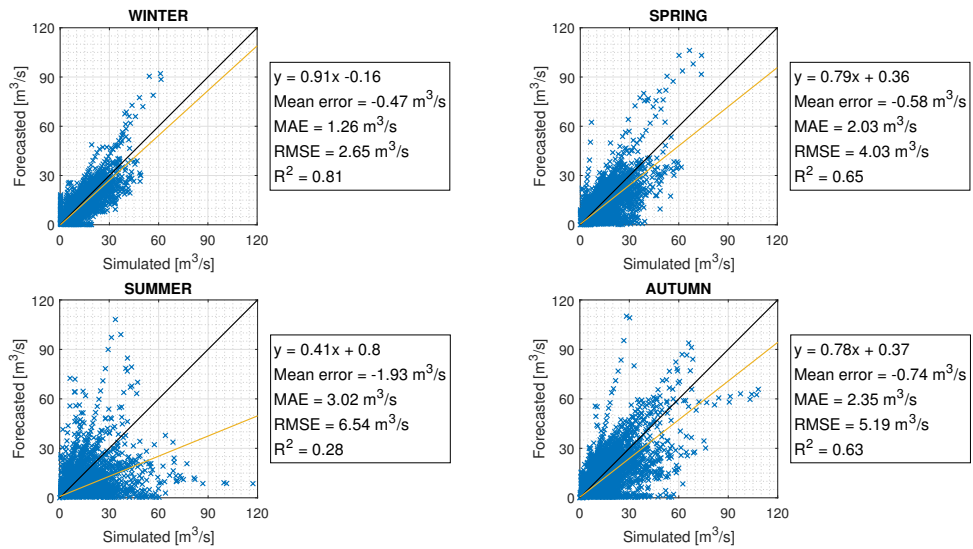 WINTER
120
90
60
30
0
Forecasted [m³/s]
0 30 60 90 120
Simulated [m³/s]
y = 0.91x -0.16
Mean error = -0.47 m³/s
MAE = 1.26 m³/s
RMSE = 2.65 m³/s
R² = 0.81
SPRING
120
90
60
30
0
Forecasted [m³/s]
0 30 60 90 120
Simulated [m³/s]
y = 0.79x + 0.36
Mean error = -0.58 m³/s
MAE = 2.03 m³/s
RMSE = 4.03 m³/s
R² = 0.65
SUMMER
120
90
60
30
0
Forecasted [m³/s]
0 30 60 90 120
Simulated [m³/s]
y = 0.41x + 0.8
Mean error = -1.93 m³/s
MAE = 3.02 m³/s
RMSE = 6.54 m³/s
R² = 0.28
AUTUMN
120
90
60
30
0
Forecasted [m³/s]
0 30 60 90 120
Simulated [m³/s]
y = 0.78x + 0.37
Mean error = -0.74 m³/s
MAE = 2.35 m³/s
RMSE = 5.19 m³/s
R² = 0.63